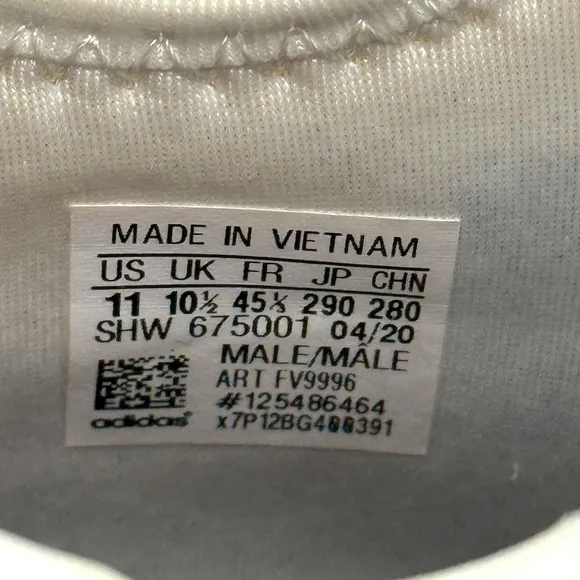 MADE IN VIETNAM
US UK FR JP CHN
11 10½ 45⅓ 290 280
SHW 675001 04/20
MALE/MÂLE
ART FV9996
#125486464
adidas